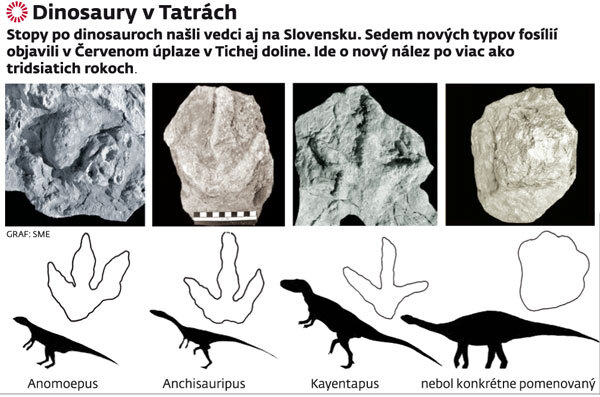 Dinosaury v Tatrách
Stopy po dinosauroch našli vedci aj na Slovensku. Sedem nových typov fosílií
objavili v Červenom úplaze v Tichej doline. Ide o nový nález po viac ako
tridsiatich rokoch.
GRAF: SME
Anomoepus
Anchisauripus
Kayentapus
nebol konkrétne pomenovaný